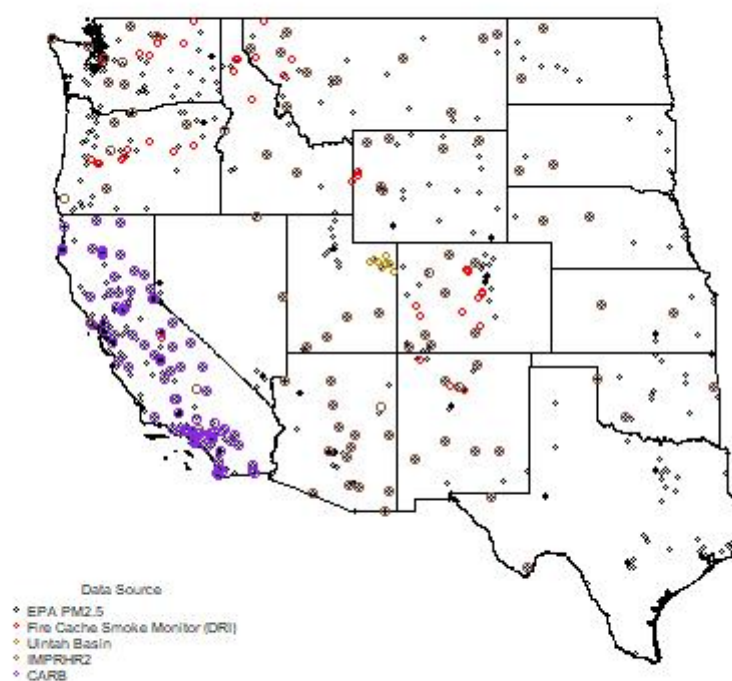 Data Source
EPA PM2.5
Fire Cache Smoke Monitor (DRI)
Uintah Basin
IMPRHR2
CARB